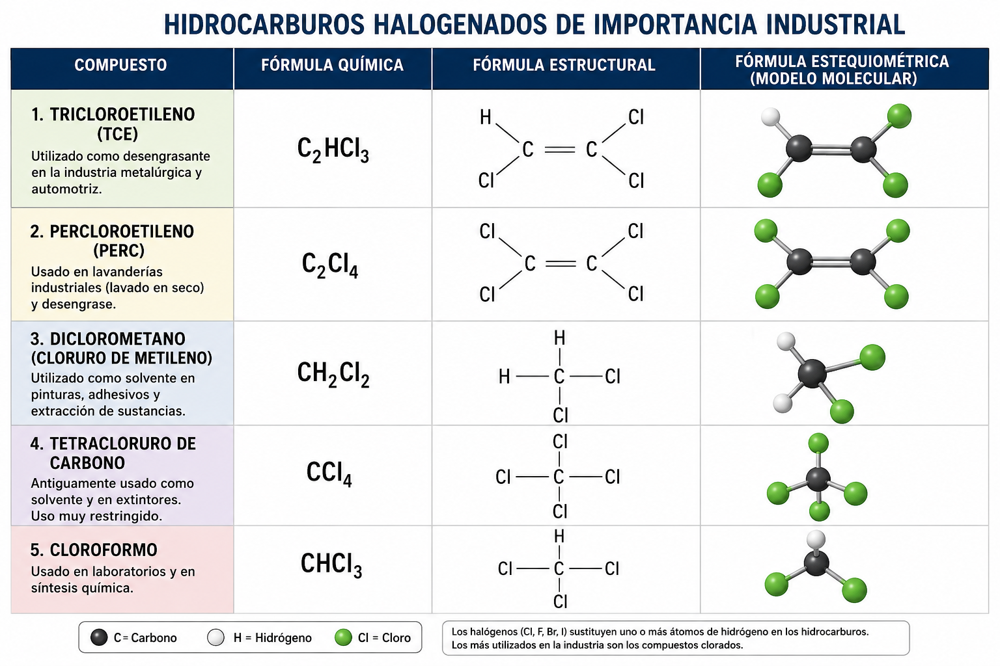 HIDROCARBUROS HALOGENADOS DE IMPORTANCIA INDUSTRIAL
COMPUESTO
FÓRMULA QUÍMICA
FÓRMULA ESTRUCTURAL
FÓRMULA ESTEQUIOMÉTRICA
(MODELO MOLECULAR)
1. TRICLOROETILENO
(TCE)
Utilizado como desengrasante
en la industria metalúrgica y
automotriz.
C₂HCl₃
H Cl
C = C
Cl Cl
2. PERCLOROETILENO
(PERC)
Usado en lavanderías
industriales (lavado en seco)
y desengrase.
C₂Cl₄
Cl Cl
C = C
Cl Cl
3. DICLOROMETANO
(CLORURO DE METILENO)
Utilizado como solvente en
pinturas, adhesivos y
extracción de sustancias.
CH₂Cl₂
H
H — C — Cl
Cl
4. TETRACLORURO DE
CARBONO
Antiguamente usado como
solvente y en extintores.
Uso muy restringido.
CCl₄
Cl
Cl — C — Cl
Cl
5. CLOROFORMO
Usado en laboratorios y en
síntesis química.
CHCl₃
H
Cl — C — Cl
Cl
C = Carbono
H = Hidrógeno
Cl = Cloro
Los halógenos (Cl, F, Br, I) sustituyen uno o más átomos de hidrógeno en los hidrocarburos.
Los más utilizados en la industria son los compuestos clorados.